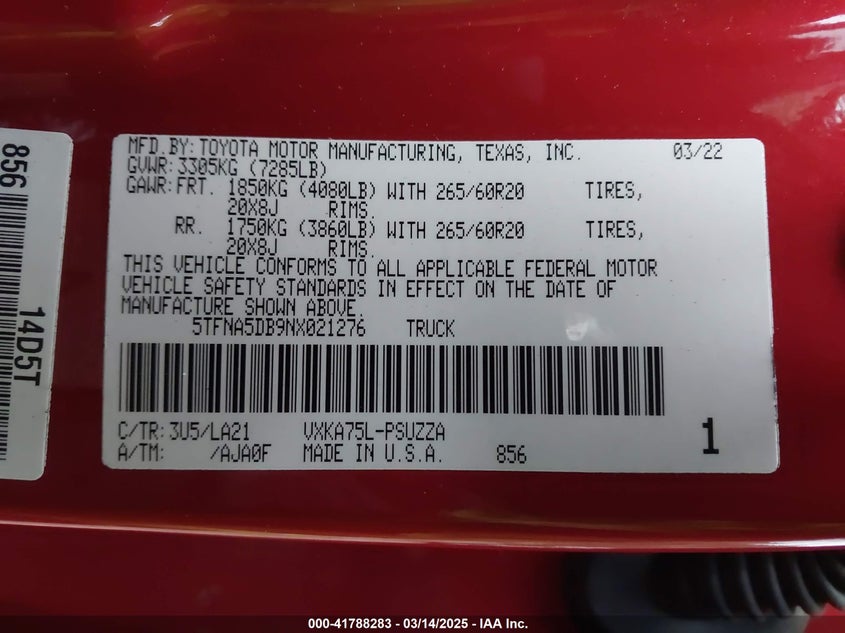 MFD.BY:TOYOTA MOTOR MANUFACTURING, TEXAS, INC. 03/22
GVWR:3305KG (7285LB)
GAWR:FRT. 1850KG (4080LB) WITH 265/60R20 TIRES,
20X8J RIMS.
RR. 1750KG (3860LB) WITH 265/60R20 TIRES,
20X8J RIMS.
THIS VEHICLE CONFORMS TO ALL APPLICABLE FEDERAL MOTOR
VEHICLE SAFETY STANDARDS IN EFFECT ON THE DATE OF
MANUFACTURE SHOWN ABOVE.
5TFNA5DB9NX021276 TRUCK
C/TR:3U5/LA21 VXKA75L-PSUZZA
A/TM: /AJA0F MADE IN U.S.A. 856 1
856
14D5T
000-41788283 - 03/14/2025 - IAA Inc.